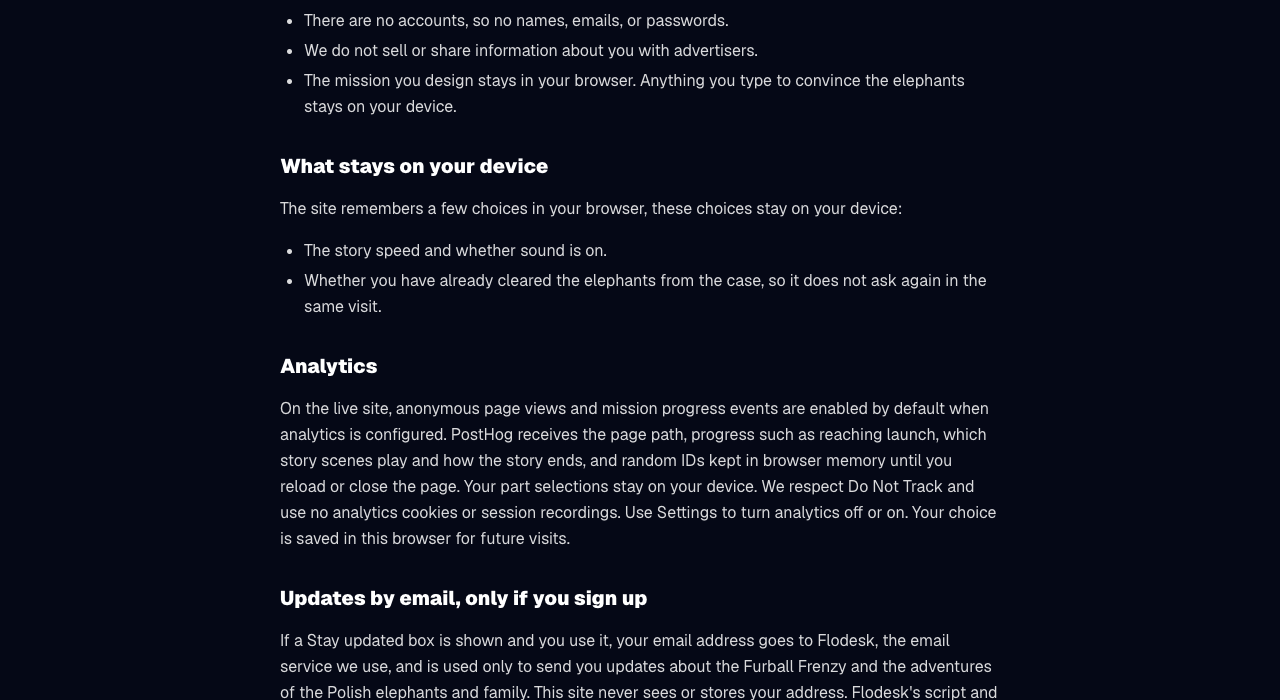 There are no accounts, so no names, emails, or passwords.
We do not sell or share information about you with advertisers.
The mission you design stays in your browser. Anything you type to convince the elephants
stays on your device.
What stays on your device
The site remembers a few choices in your browser, these choices stay on your device:
The story speed and whether sound is on.
Whether you have already cleared the elephants from the case, so it does not ask again in the
same visit.
Analytics
On the live site, anonymous page views and mission progress events are enabled by default when
analytics is configured. PostHog receives the page path, progress such as reaching launch, which
story scenes play and how the story ends, and random IDs kept in browser memory until you
reload or close the page. Your part selections stay on your device. We respect Do Not Track and
use no analytics cookies or session recordings. Use Settings to turn analytics off or on. Your choice
is saved in this browser for future visits.
Updates by email, only if you sign up
If a Stay updated box is shown and you use it, your email address goes to Flodesk, the email
service we use, and is used only to send you updates about the Furball Frenzy and the adventures
of the Polish elephants and family. This site never sees or stores your address. Flodesk's script and